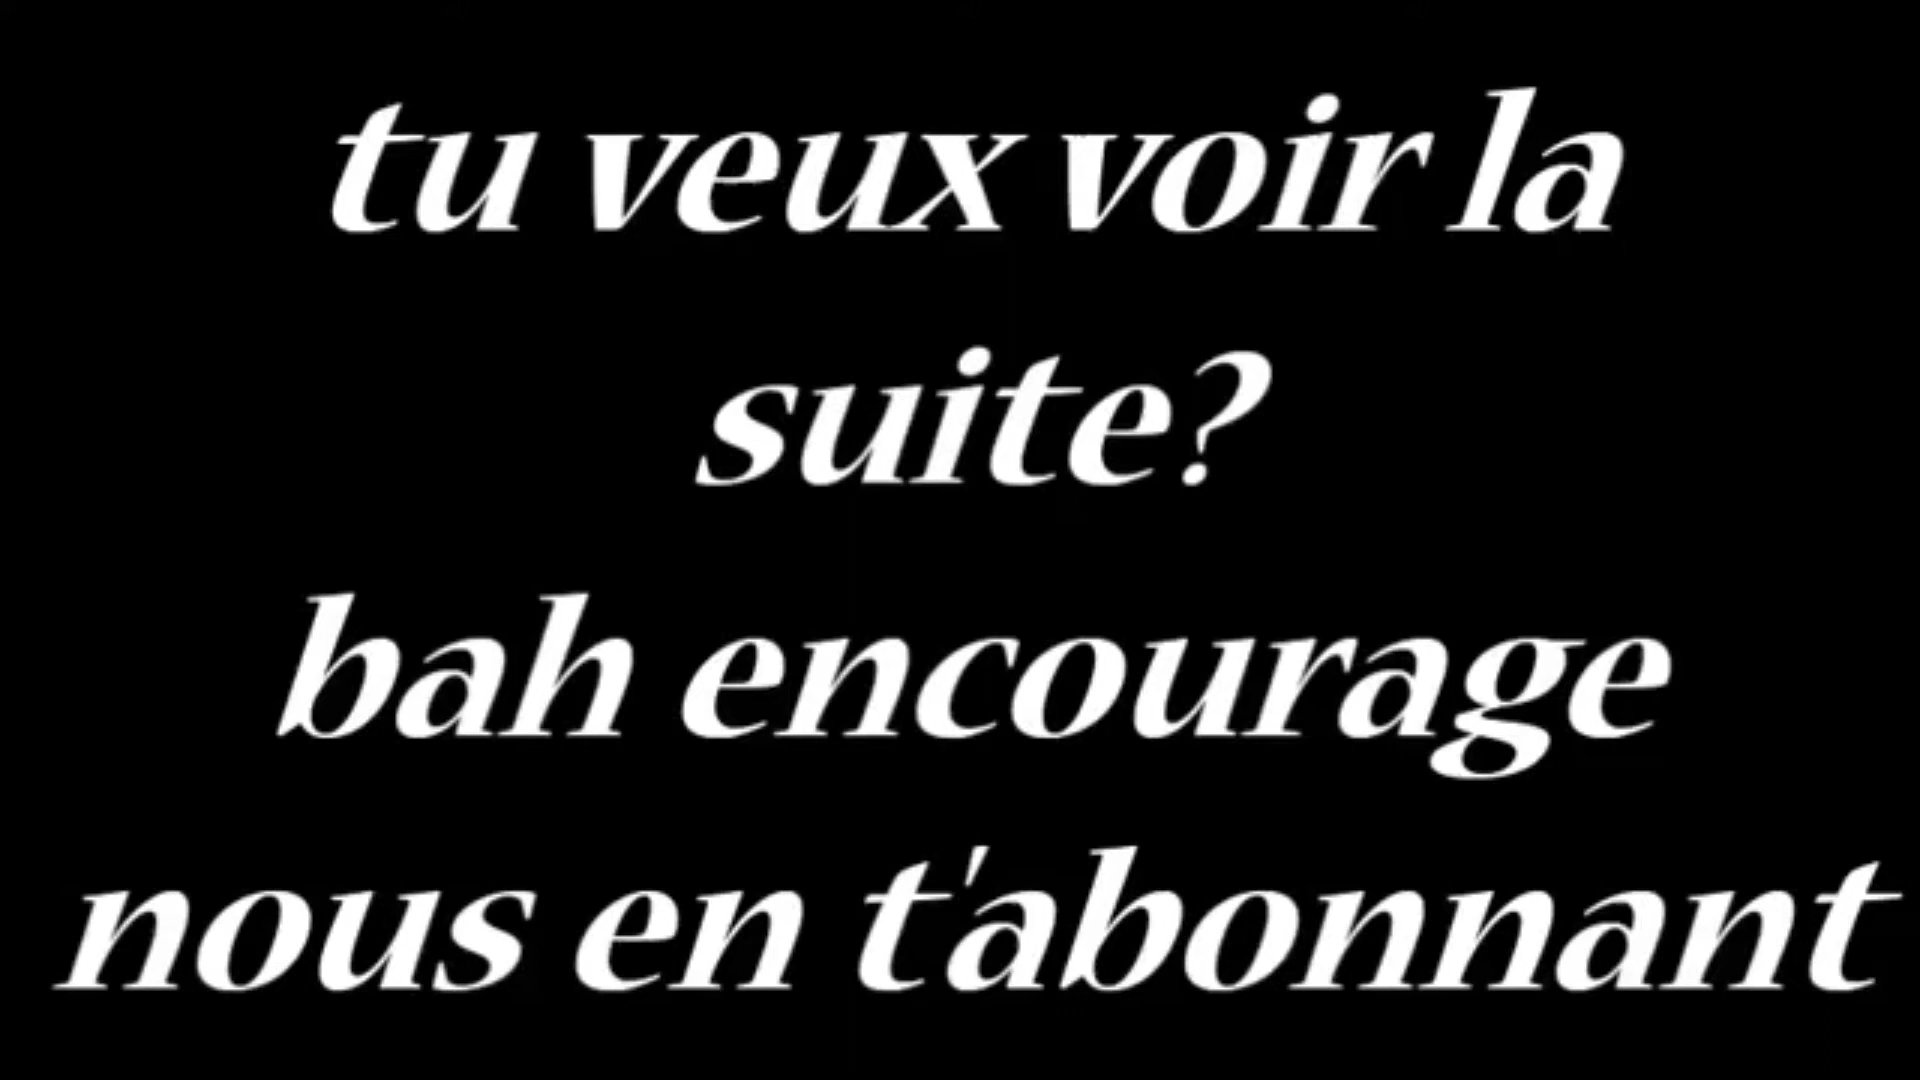 tu veux voir la
suite?
bah encourage
nous en t'abonnant